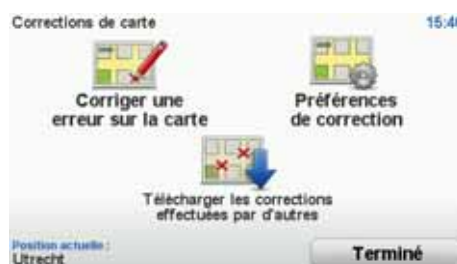 Corrections de carte
15:40
Corriger une
erreur sur la carte
Préférences
de correction
Télécharger les corrections
effectuées par d'autres
Position actuelle :
Utrecht
Terminé